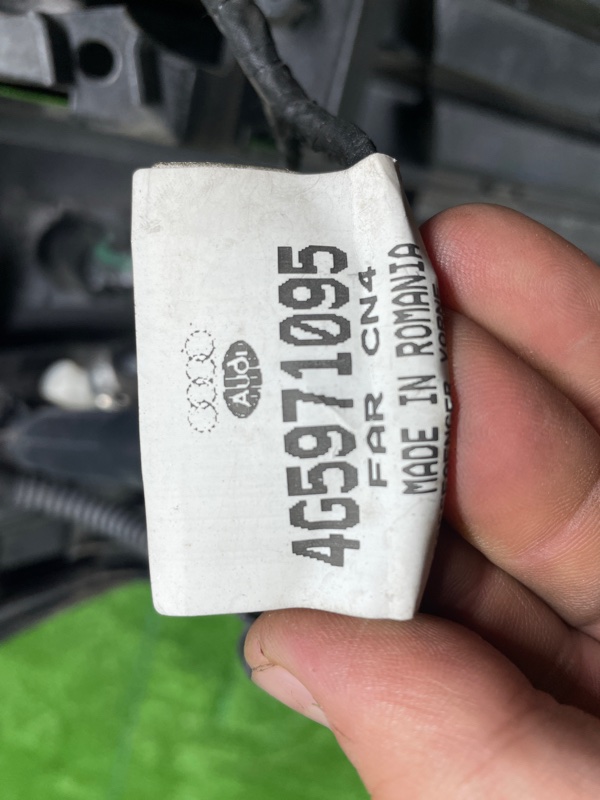 Audi
4G5971095
FAR CN4
MADE IN ROMANIA